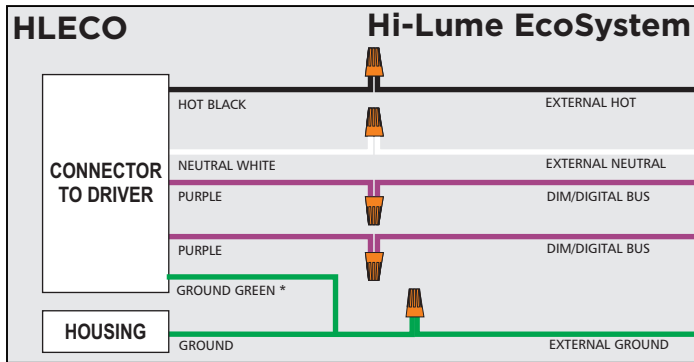 HLECO
Hi-Lume EcoSystem
HOT BLACK
EXTERNAL HOT
CONNECTOR
TO DRIVER
NEUTRAL WHITE
EXTERNAL NEUTRAL
PURPLE
DIM/DIGITAL BUS
PURPLE
DIM/DIGITAL BUS
GROUND GREEN *
HOUSING
GROUND
EXTERNAL GROUND